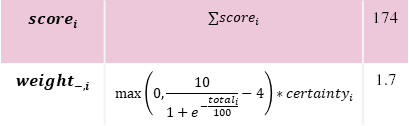 score_i ∑score_i 174
weight_{−,i} max(0, 10/(1 + e^{−total_i/100}) − 4) * certainty_i 1.7